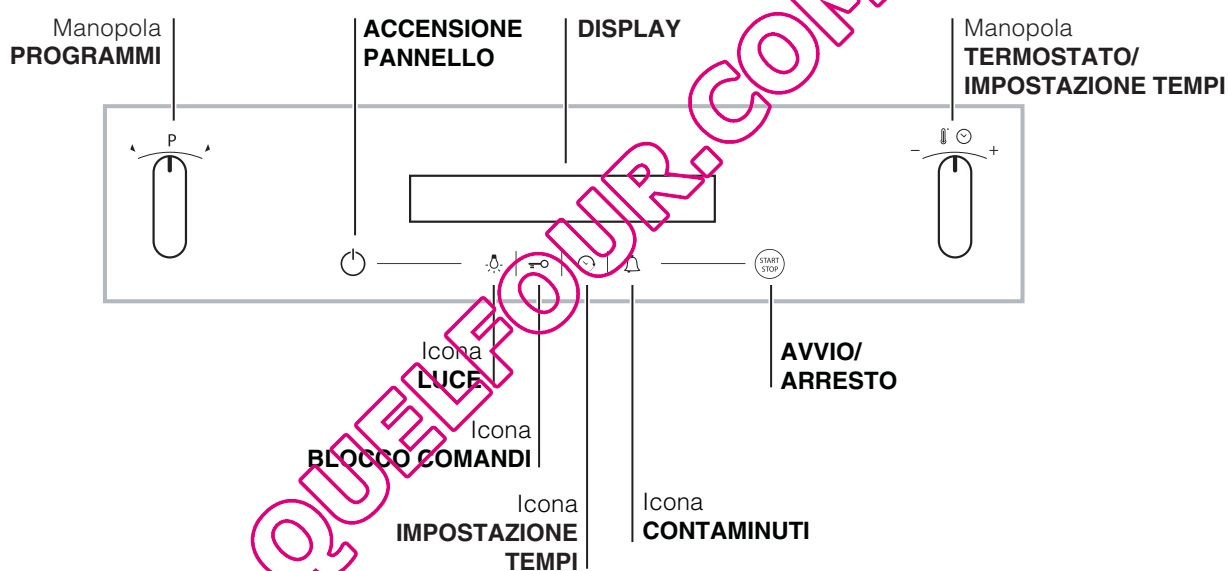 Manopola
PROGRAMMI
ACCENSIONE
PANNELLO
DISPLAY
Manopola
TERMOSTATO/
IMPOSTAZIONE TEMPI
P
- +
START
STOP
Icona
LUCE
AVVIO/
ARRESTO
Icona
BLOCCO COMANDI
Icona
IMPOSTAZIONE
TEMPI
Icona
CONTAMINUTI
QUELFOUR.COM